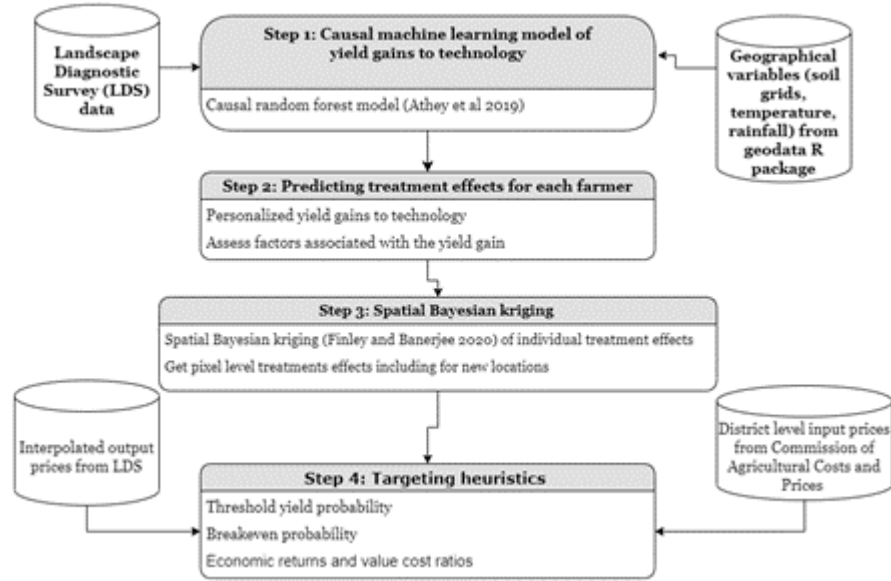 Landscape
Diagnostic
Survey (LDS)
data
Step 1: Causal machine learning model of
yield gains to technology
Causal random forest model (Athey et al 2019)
Geographical
variables (soil
grids,
temperature,
rainfall) from
geodata R
package
Step 2: Predicting treatment effects for each farmer
Personalized yield gains to technology
Assess factors associated with the yield gain
Step 3: Spatial Bayesian kriging
Spatial Bayesian kriging (Finley and Banerjee 2020) of individual treatment effects
Get pixel level treatments effects including for new locations
Interpolated output
prices from LDS
District level input prices
from Commission of
Agricultural Costs and
Prices
Step 4: Targeting heuristics
Threshold yield probability
Breakeven probability
Economic returns and value cost ratios